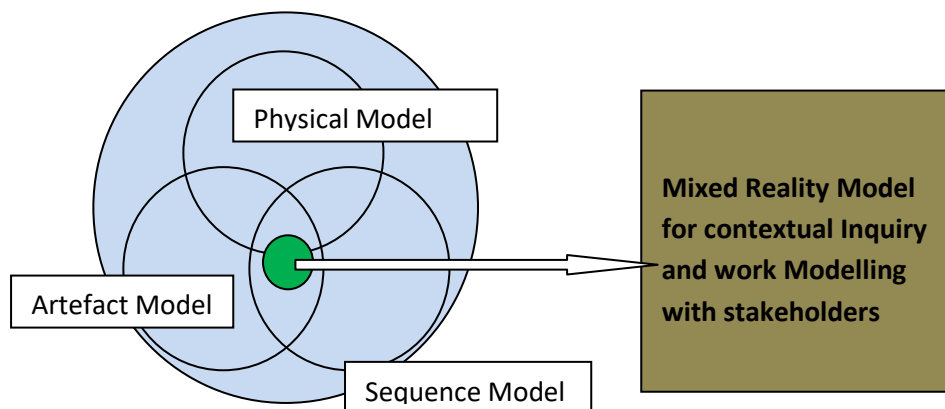 Physical Model
Artefact Model
Sequence Model
Mixed Reality Model
for contextual Inquiry
and work Modelling
with stakeholders